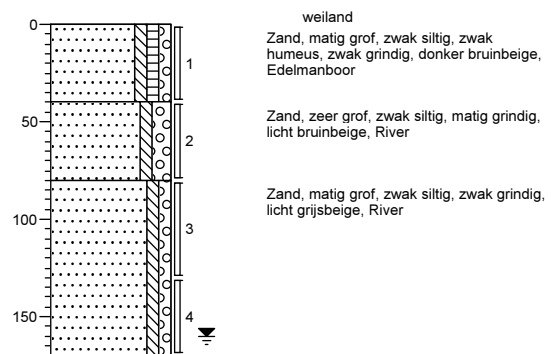 weiland
0
Zand, matig grof, zwak siltig, zwak
humeus, zwak grindig, donker bruinbeige,
Edelmanboor
1
50
Zand, zeer grof, zwak siltig, matig grindig,
licht bruinbeige, River
2
Zand, matig grof, zwak siltig, zwak grindig,
licht grijsbeige, River
100
3
150
4